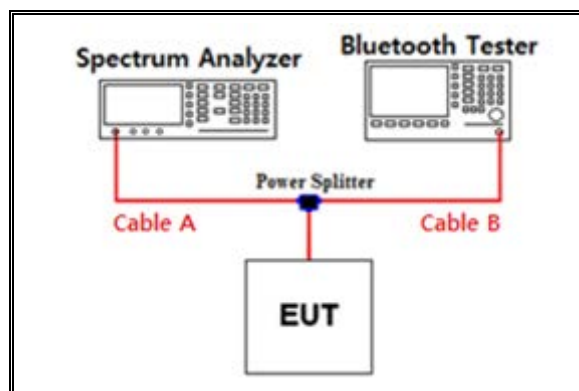 Spectrum Analyzer
Bluetooth Tester
Power Splitter
Cable A
Cable B
EUT